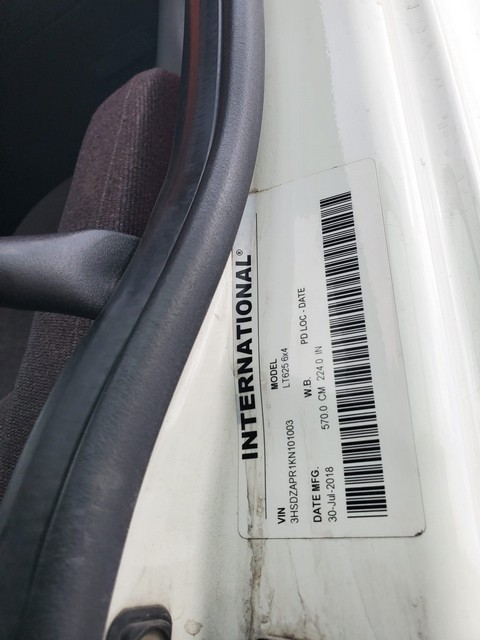 INTERNATIONAL®
VIN MODEL
3HSDZAPR1KN101003 LT625 6x4
DATE MFG. W.B. PD LOC - DATE
30-Jul-2018 570.0 CM 224.0 IN